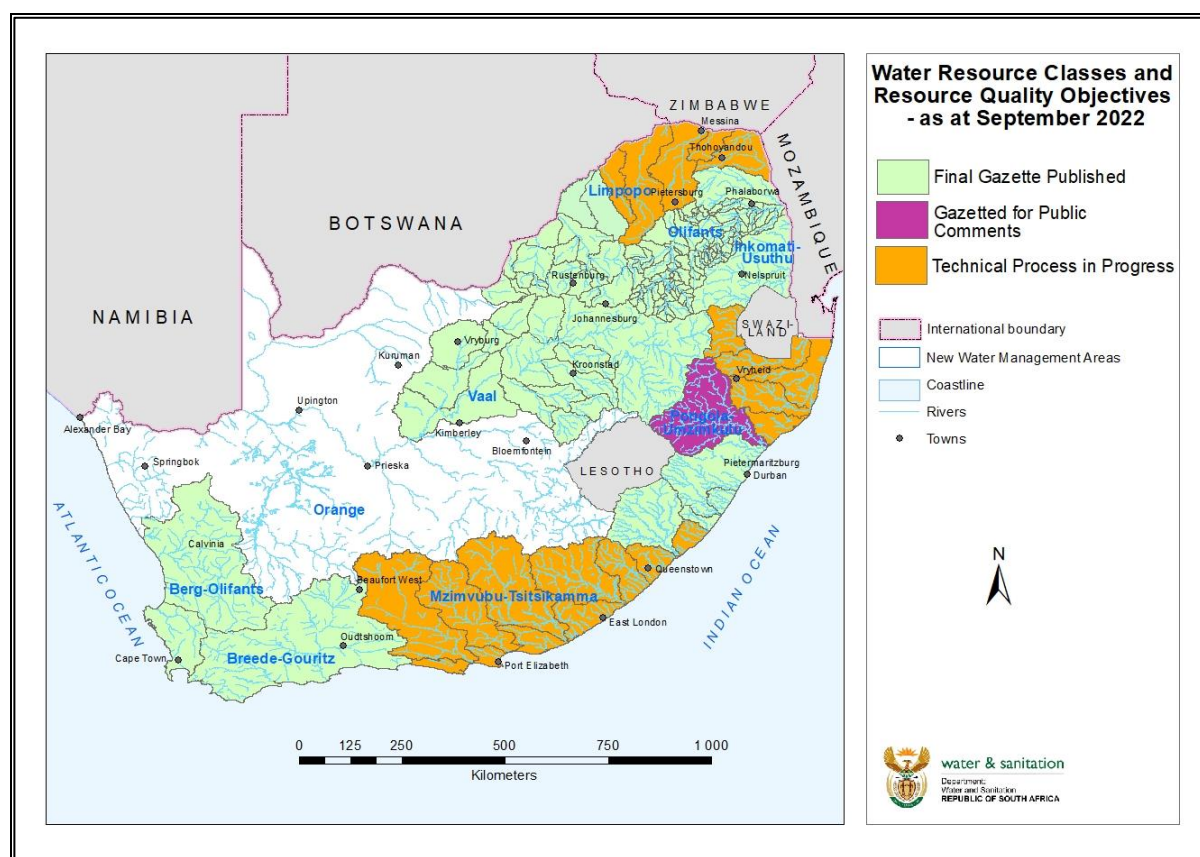 Water Resource Classes and
Resource Quality Objectives
- as at September 2022
Final Gazette Published
Gazetted for Public
Comments
Technical Process in Progress
International boundary
New Water Management Areas
Coastline
Rivers
Towns
N
water & sanitation
Department:
Water and Sanitation
REPUBLIC OF SOUTH AFRICA
ZIMBABWE
Messina
Thohoyandou
MOZAMBIQUE
Limpopo
Pietersburg
Phalaborwa
BOTSWANA
Olifants
Inkomati-
Usuthu
Rustenburg
Nelspruit
NAMIBIA
Johannesburg
SWAZI-
LAND
Vryburg
Kuruman
Kroonstad
Vryheid
Vaal
Upington
Pongola-
Umzimkulu
Alexander Bay
Kimberley
Bloemfontein
Springbok
Prieska
LESOTHO
Pietermaritzburg
Durban
Orange
ATLANTIC OCEAN
Calvinia
INDIAN OCEAN
Queenstown
Beaufort West
Berg-Olifants
Mzimvubu-Tsitsikamma
East London
Oudtshoorn
Cape Town
Breede-Gouritz
Port Elizabeth
0 125 250 500 750 1 000
Kilometers